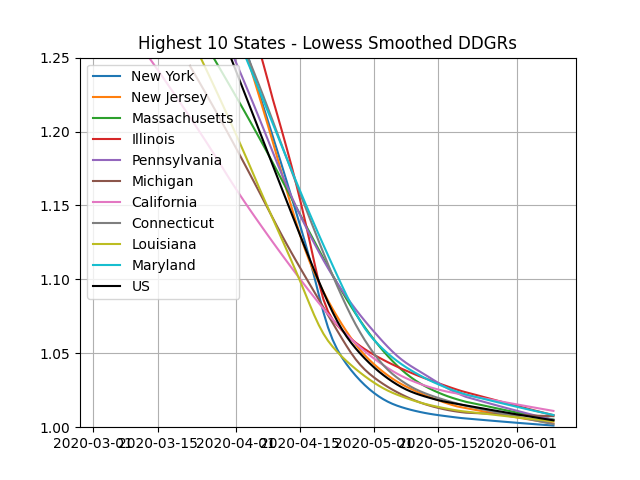 Highest 10 States - Lowess Smoothed DDGRs
1.25
1.20
1.15
1.10
1.05
1.00
New York
New Jersey
Massachusetts
Illinois
Pennsylvania
Michigan
California
Connecticut
Louisiana
Maryland
US
2020-03-01 2020-03-15 2020-04-01 2020-04-15 2020-05-01 2020-05-15 2020-06-01